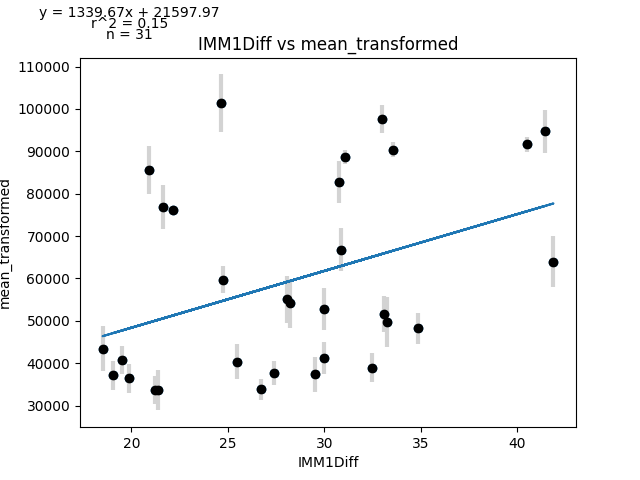 y = 1339.67x + 21597.97
r^2 = 0.15
n = 31
IMM1Diff vs mean_transformed
110000
100000
90000
80000
70000
60000
50000
40000
30000
mean_transformed
20
25
30
35
40
IMM1Diff